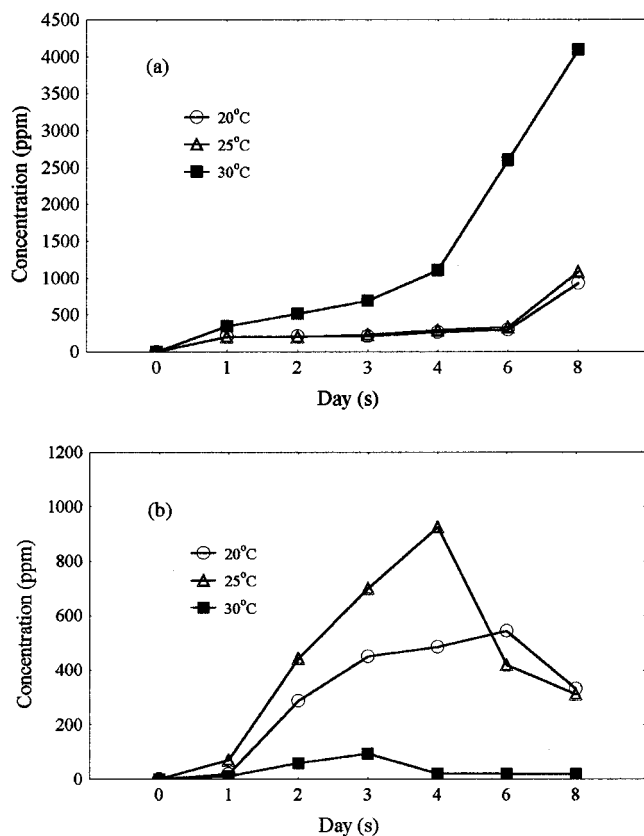 4500
4000
3500
3000
2500
2000
1500
1000
500
0
Concentration (ppm)
(a)
20°C
25°C
30°C
0 1 2 3 4 6 8
Day (s)
1200
1000
800
600
400
200
0
Concentration (ppm)
(b)
20°C
25°C
30°C
0 1 2 3 4 6 8
Day (s)